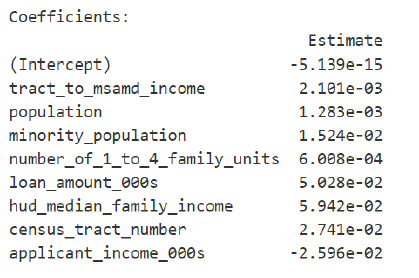 Coefficients:
Estimate
(Intercept) -5.139e-15
tract_to_msamd_income 2.101e-03
population 1.283e-03
minority_population 1.524e-02
number_of_1_to_4_family_units 6.008e-04
loan_amount_000s 5.028e-02
hud_median_family_income 5.942e-02
census_tract_number 2.741e-02
applicant_income_000s -2.596e-02